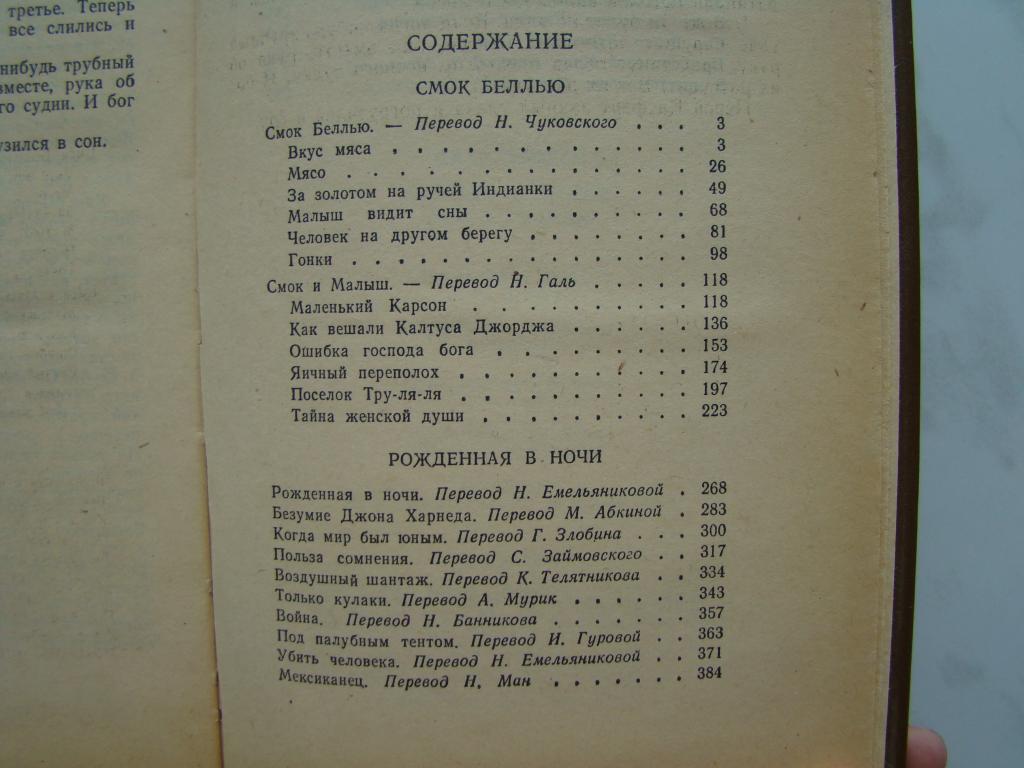 третье. Теперь
все слились и
нибудь трубный
вместе, рука об
го судии. И бог
узился в сон.
СОДЕРЖАНИЕ
СМОК БЕЛЛЬЮ
Смок Беллью. — Перевод Н. Чуковского . . . 3
Вкус мяса . . . . . . . . . . . . . 3
Мясо . . . . . . . . . . . . . . . 26
За золотом на ручей Индианки . . . . . . 49
Малыш видит сны . . . . . . . . . 68
Человек на другом берегу . . . . . . . 81
Гонки . . . . . . . . . . . . . . 98
Смок и Малыш. — Перевод Н. Галь . . . . . 118
Маленький Карсон . . . . . . . . . 118
Как вешали Калтуса Джорджа . . . . . . 136
Ошибка господа бога . . . . . . . . 153
Яичный переполох . . . . . . . . . . 174
Поселок Тру-ля-ля . . . . . . . . . 197
Тайна женской души . . . . . . . . 223
РОЖДЕННАЯ В НОЧИ
Рожденная в ночи. Перевод Н. Емельяниковой . 268
Безумие Джона Харнеда. Перевод М. Абкиной . 283
Когда мир был юным. Перевод Г. Злобина . . . 300
Польза сомнения. Перевод С. Займовского . . . 317
Воздушный шантаж. Перевод К. Телятникова . . 334
Только кулаки. Перевод А. Мурик . . . . . . 343
Война. Перевод Н. Банникова . . . . . . . 357
Под палубным тентом. Перевод И. Гуровой . . 363
Убить человека. Перевод Н. Емельяниковой . . 371
Мексиканец. Перевод Н. Ман . . . . . . . 384